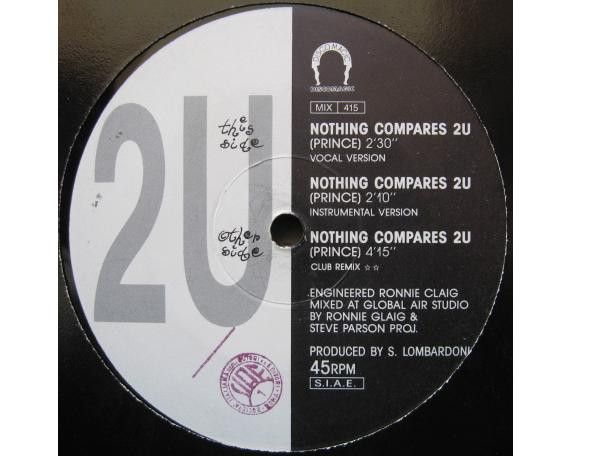 2U
this
side
other
side
DISCOMAGIC
DISCOMAGIC
MIX 415
NOTHING COMPARES 2U
(PRINCE) 2'30''
VOCAL VERSION
NOTHING COMPARES 2U
(PRINCE) 2'10''
INSTRUMENTAL VERSION
NOTHING COMPARES 2U
(PRINCE) 4'15''
CLUB REMIX ☆☆
ENGINEERED RONNIE CLAIG
MIXED AT GLOBAL AIR STUDIO
BY RONNIE GLAIG &
STEVE PARSON PROJ.
PRODUCED BY S. LOMBARDONI
45RPM
S.I.A.E.